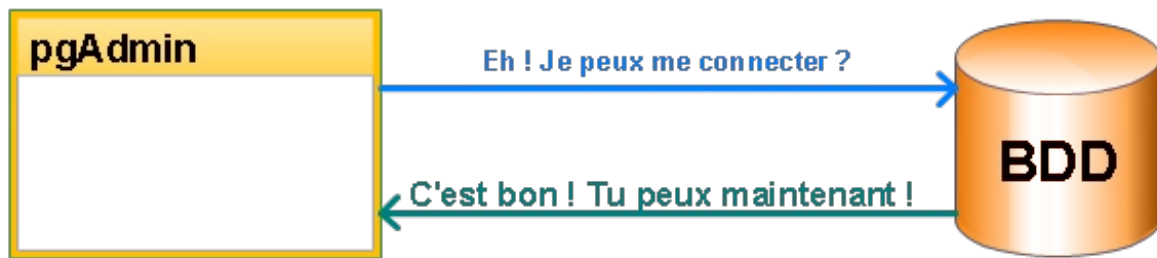 pgAdmin
Eh ! Je peux me connecter ?
BDD
C'est bon ! Tu peux maintenant !